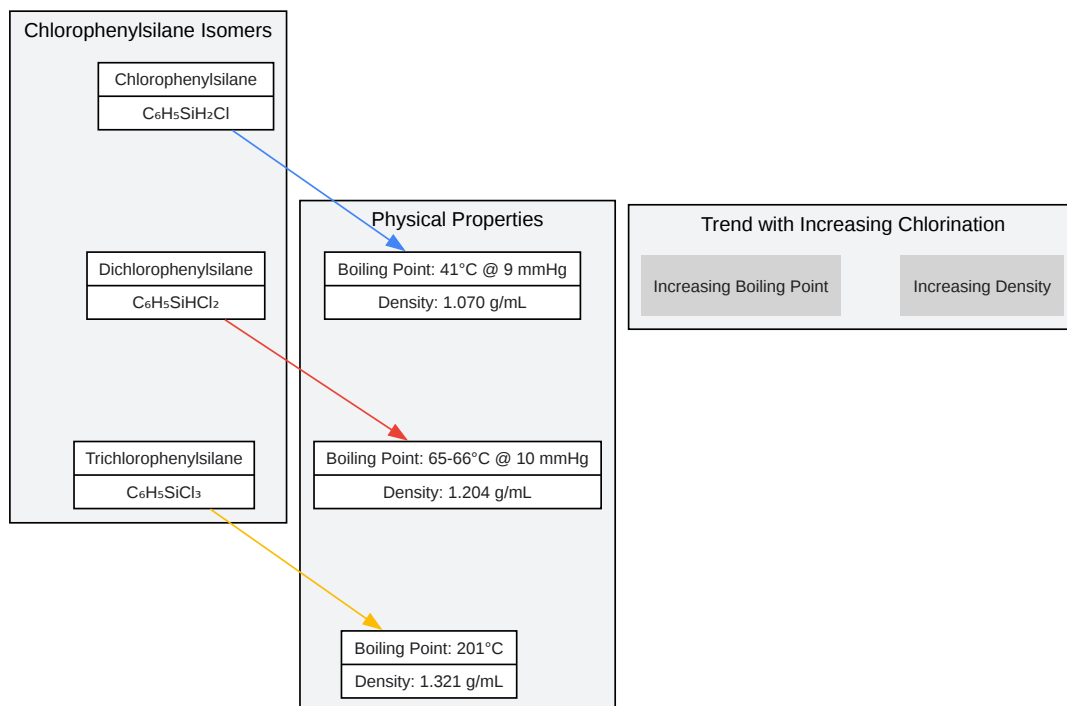 Chlorophenylsilane Isomers
Chlorophenylsilane
C₆H₅SiH₂Cl
Dichlorophenylsilane
C₆H₅SiHCl₂
Trichlorophenylsilane
C₆H₅SiCl₃
Physical Properties
Boiling Point: 41°C @ 9 mmHg
Density: 1.070 g/mL
Boiling Point: 65-66°C @ 10 mmHg
Density: 1.204 g/mL
Boiling Point: 201°C
Density: 1.321 g/mL
Trend with Increasing Chlorination
Increasing Boiling Point
Increasing Density